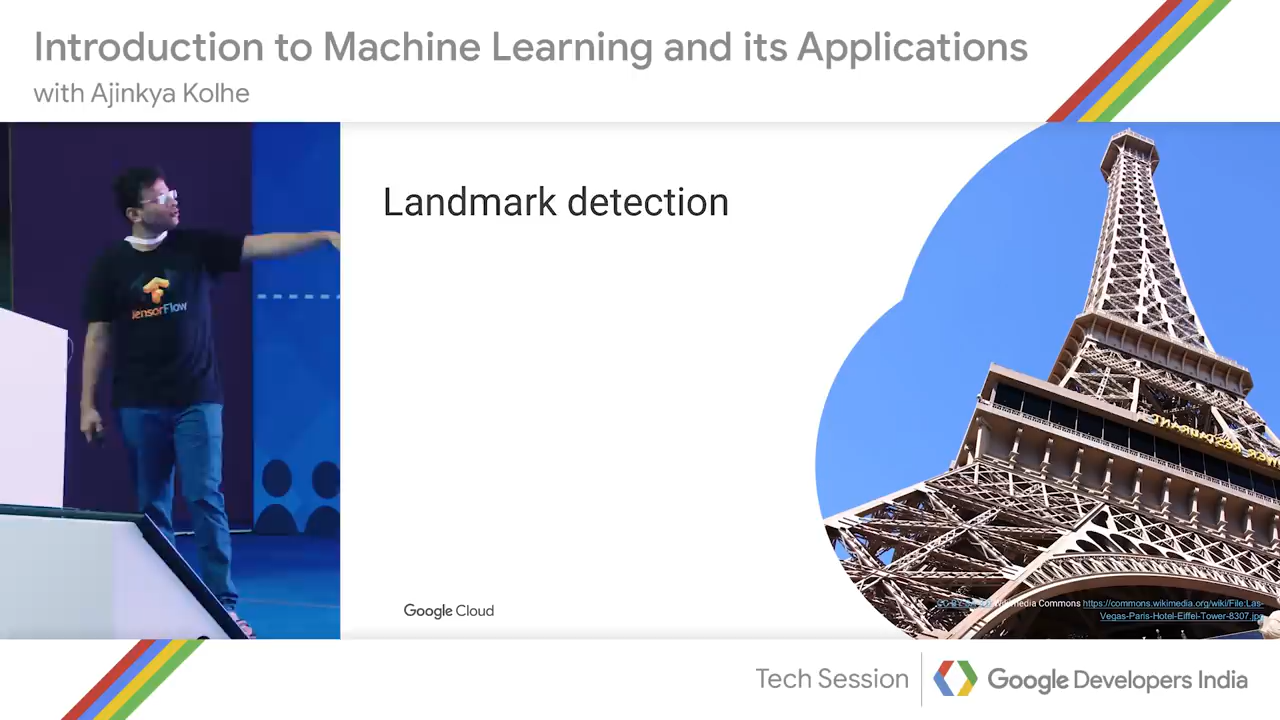 Introduction to Machine Learning and its Applications
with Ajinkya Kolhe
TensorFlow
Landmark detection
Wikimedia Commons https://commons.wikimedia.org/wiki/File:Las-
Vegas-Paris-Hotel-Eiffel-Tower-8307.jpg
Google Cloud
Tech Session
Google Developers India